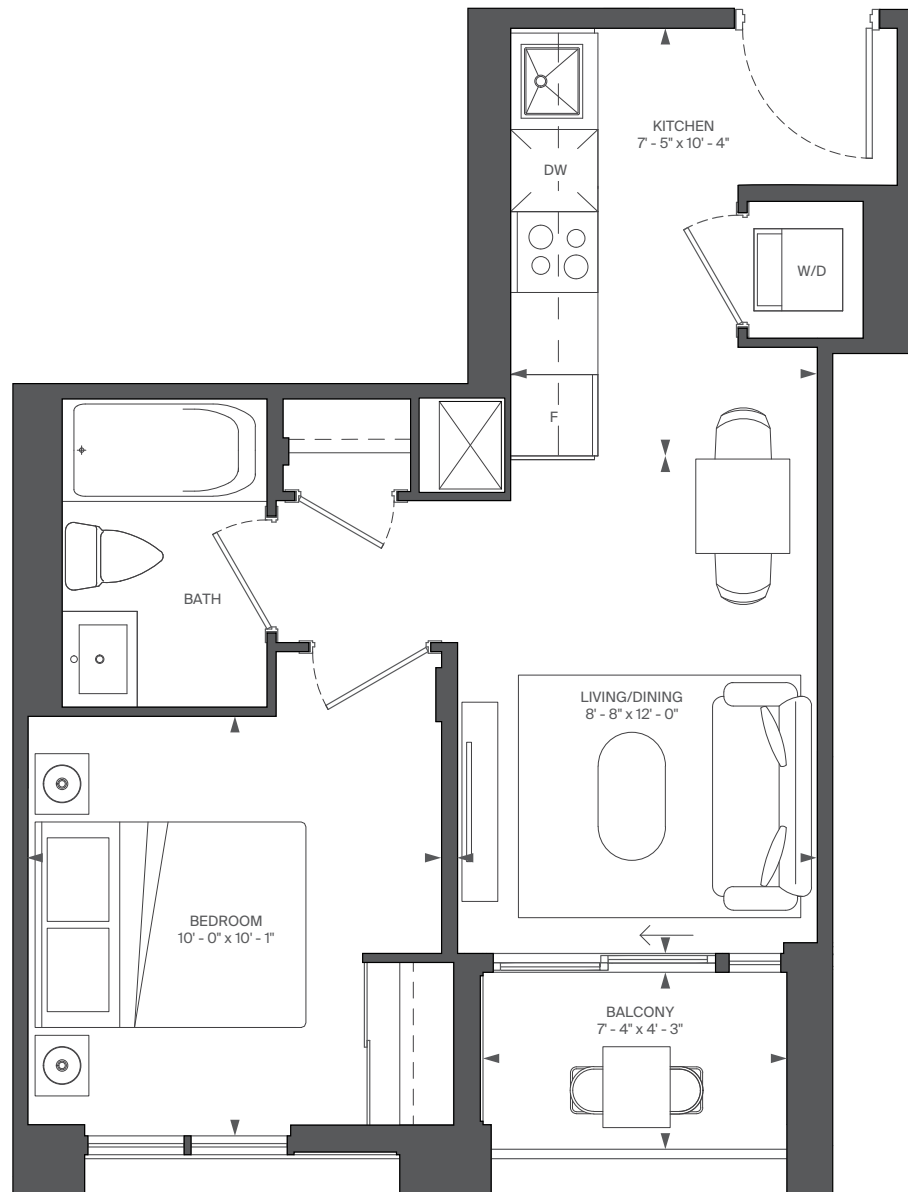 KITCHEN
7' - 5" x 10' - 4"
DW
W/D
F
BATH
LIVING/DINING
8' - 8" x 12' - 0"
BEDROOM
10' - 0" x 10' - 1"
BALCONY
7' - 4" x 4' - 3"